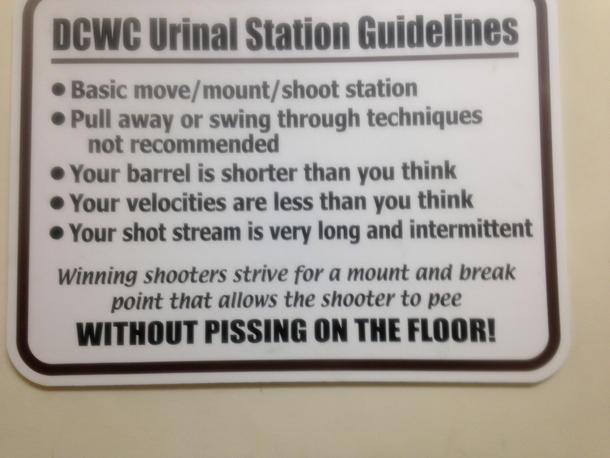 DCWC Urinal Station Guidelines
● Basic move/mount/shoot station
● Pull away or swing through techniques
not recommended
● Your barrel is shorter than you think
● Your velocities are less than you think
● Your shot stream is very long and intermittent
Winning shooters strive for a mount and break
point that allows the shooter to pee
WITHOUT PISSING ON THE FLOOR!